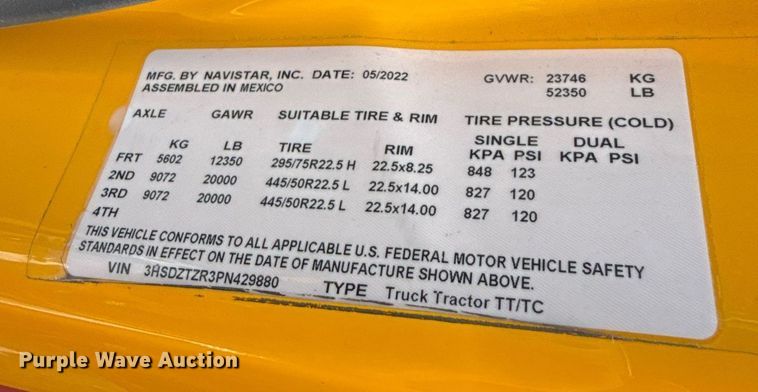 MFG. BY NAVISTAR, INC. DATE: 05/2022 GVWR: 23746 KG
ASSEMBLED IN MEXICO 52350 LB
AXLE GAWR SUITABLE TIRE & RIM TIRE PRESSURE (COLD)
SINGLE DUAL
KG LB TIRE RIM KPA PSI KPA PSI
FRT 5602 12350 295/75R22.5 H 22.5x8.25 848 123
2ND 9072 20000 445/50R22.5 L 22.5x14.00 827 120
3RD 9072 20000 445/50R22.5 L 22.5x14.00 827 120
4TH
THIS VEHICLE CONFORMS TO ALL APPLICABLE U.S. FEDERAL MOTOR VEHICLE SAFETY
STANDARDS IN EFFECT ON THE DATE OF MANUFACTURE SHOWN ABOVE.
VIN 3HSDZTZR3PN429880 TYPE Truck Tractor TT/TC
Purple Wave Auction